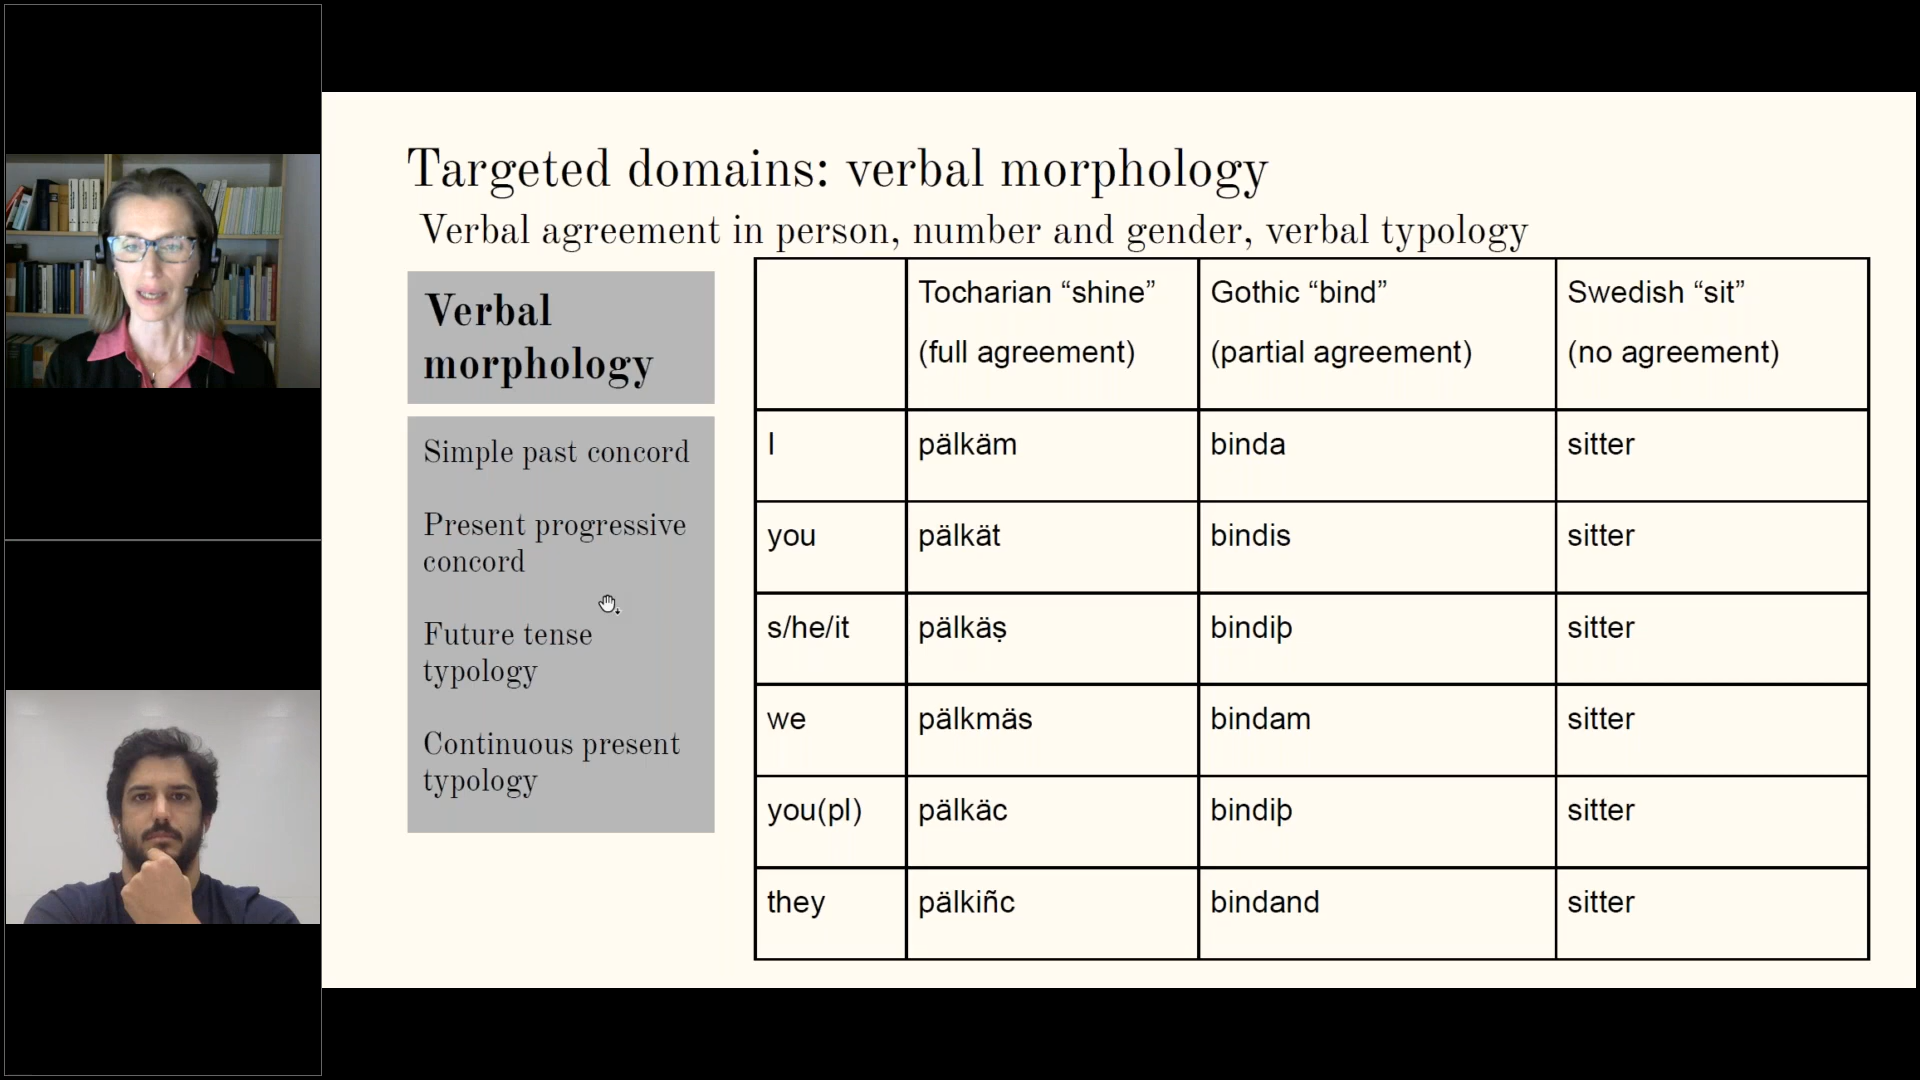 Targeted domains: verbal morphology
Verbal agreement in person, number and gender, verbal typology
Verbal
morphology
Simple past concord
Present progressive
concord
Future tense
typology
Continuous present
typology
Tocharian “shine” Gothic “bind” Swedish “sit”
(full agreement) (partial agreement) (no agreement)
I pälkäm binda sitter
you pälkät bindis sitter
s/he/it pälkäṣ bindiþ sitter
we pälkmäs bindam sitter
you(pl) pälkäc bindiþ sitter
they pälkiñc bindand sitter